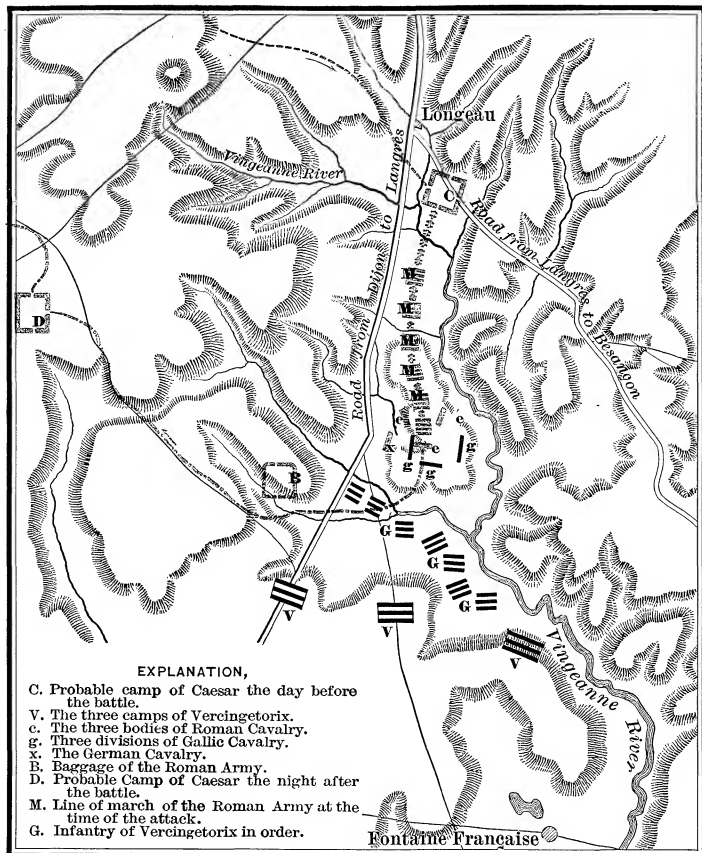 Longeau
Vingeanne River
C
Road from Dijon to Langres
Road from Langres to Besançon
M
M
D
M
M
M
c
c
x
c
g
g
g
B
G
G
G
V
V
V
Vingeanne River
EXPLANATION,
C. Probable camp of Caesar the day before
the battle.
V. The three camps of Vercingetorix.
c. The three bodies of Roman Cavalry.
g. Three divisions of Gallic Cavalry.
x. The German Cavalry.
B. Baggage of the Roman Army.
D. Probable Camp of Caesar the night after
the battle.
M. Line of march of the Roman Army at the
time of the attack.
G. Infantry of Vercingetorix in order.
Fontaine Française